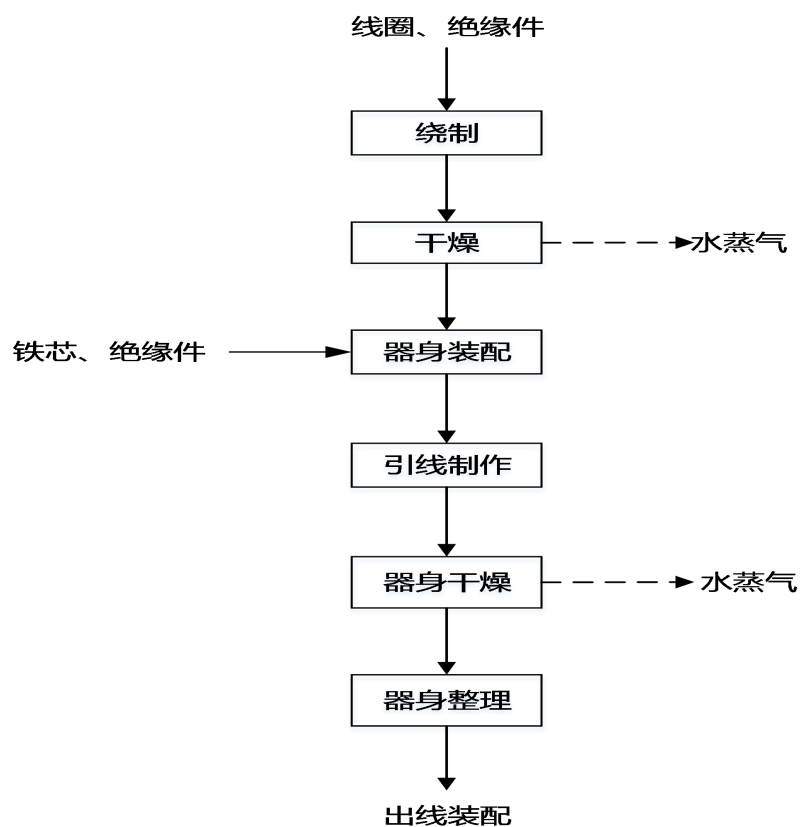 线圈、绝缘件
绕制
干燥
水蒸气
铁芯、绝缘件
器身装配
引线制作
器身干燥
水蒸气
器身整理
出线装配